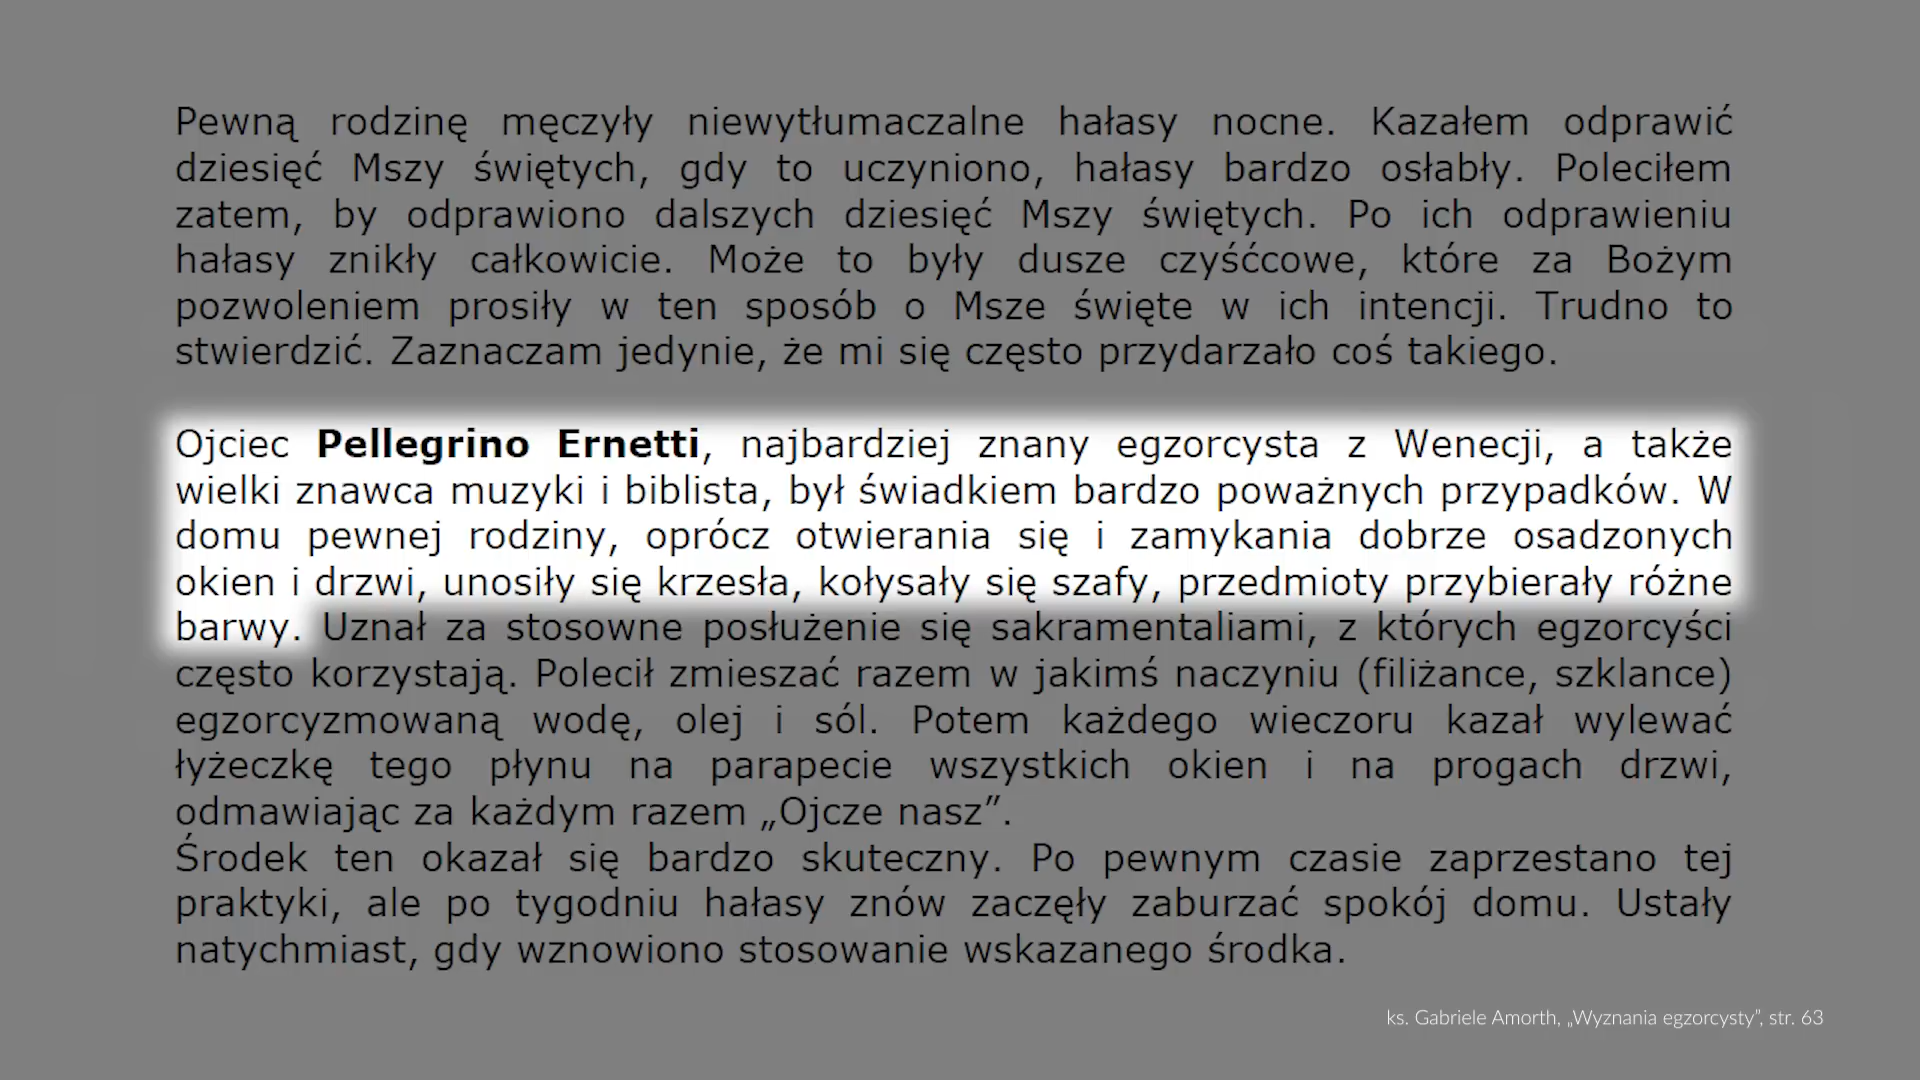 Pewną rodzinę męczyły niewytłumaczalne hałasy nocne. Kazałem odprawić
dziesięć Mszy świętych, gdy to uczyniono, hałasy bardzo osłabły. Poleciłem
zatem, by odprawiono dalszych dziesięć Mszy świętych. Po ich odprawieniu
hałasy znikły całkowicie. Może to były dusze czyśćcowe, które za Bożym
pozwoleniem prosiły w ten sposób o Msze święte w ich intencji. Trudno to
stwierdzić. Zaznaczam jedynie, że mi się często przydarzało coś takiego.
Ojciec Pellegrino Ernetti, najbardziej znany egzorcysta z Wenecji, a także
wielki znawca muzyki i biblista, był świadkiem bardzo poważnych przypadków. W
domu pewnej rodziny, oprócz otwierania się i zamykania dobrze osadzonych
okien i drzwi, unosiły się krzesła, kołysały się szafy, przedmioty przybierały różne
barwy. Uznał za stosowne posłużenie się sakramentaliami, z których egzorcyści
często korzystają. Polecił zmieszać razem w jakimś naczyniu (filiżance, szklance)
egzorcyzmowaną wodę, olej i sól. Potem każdego wieczoru kazał wylewać
łyżeczkę tego płynu na parapecie wszystkich okien i na progach drzwi,
odmawiając za każdym razem „Ojcze nasz”.
Środek ten okazał się bardzo skuteczny. Po pewnym czasie zaprzestano tej
praktyki, ale po tygodniu hałasy znów zaczęły zaburzać spokój domu. Ustały
natychmiast, gdy wznowiono stosowanie wskazanego środka.
ks. Gabriele Amorth, „Wyznania egzorcysty”, str. 63